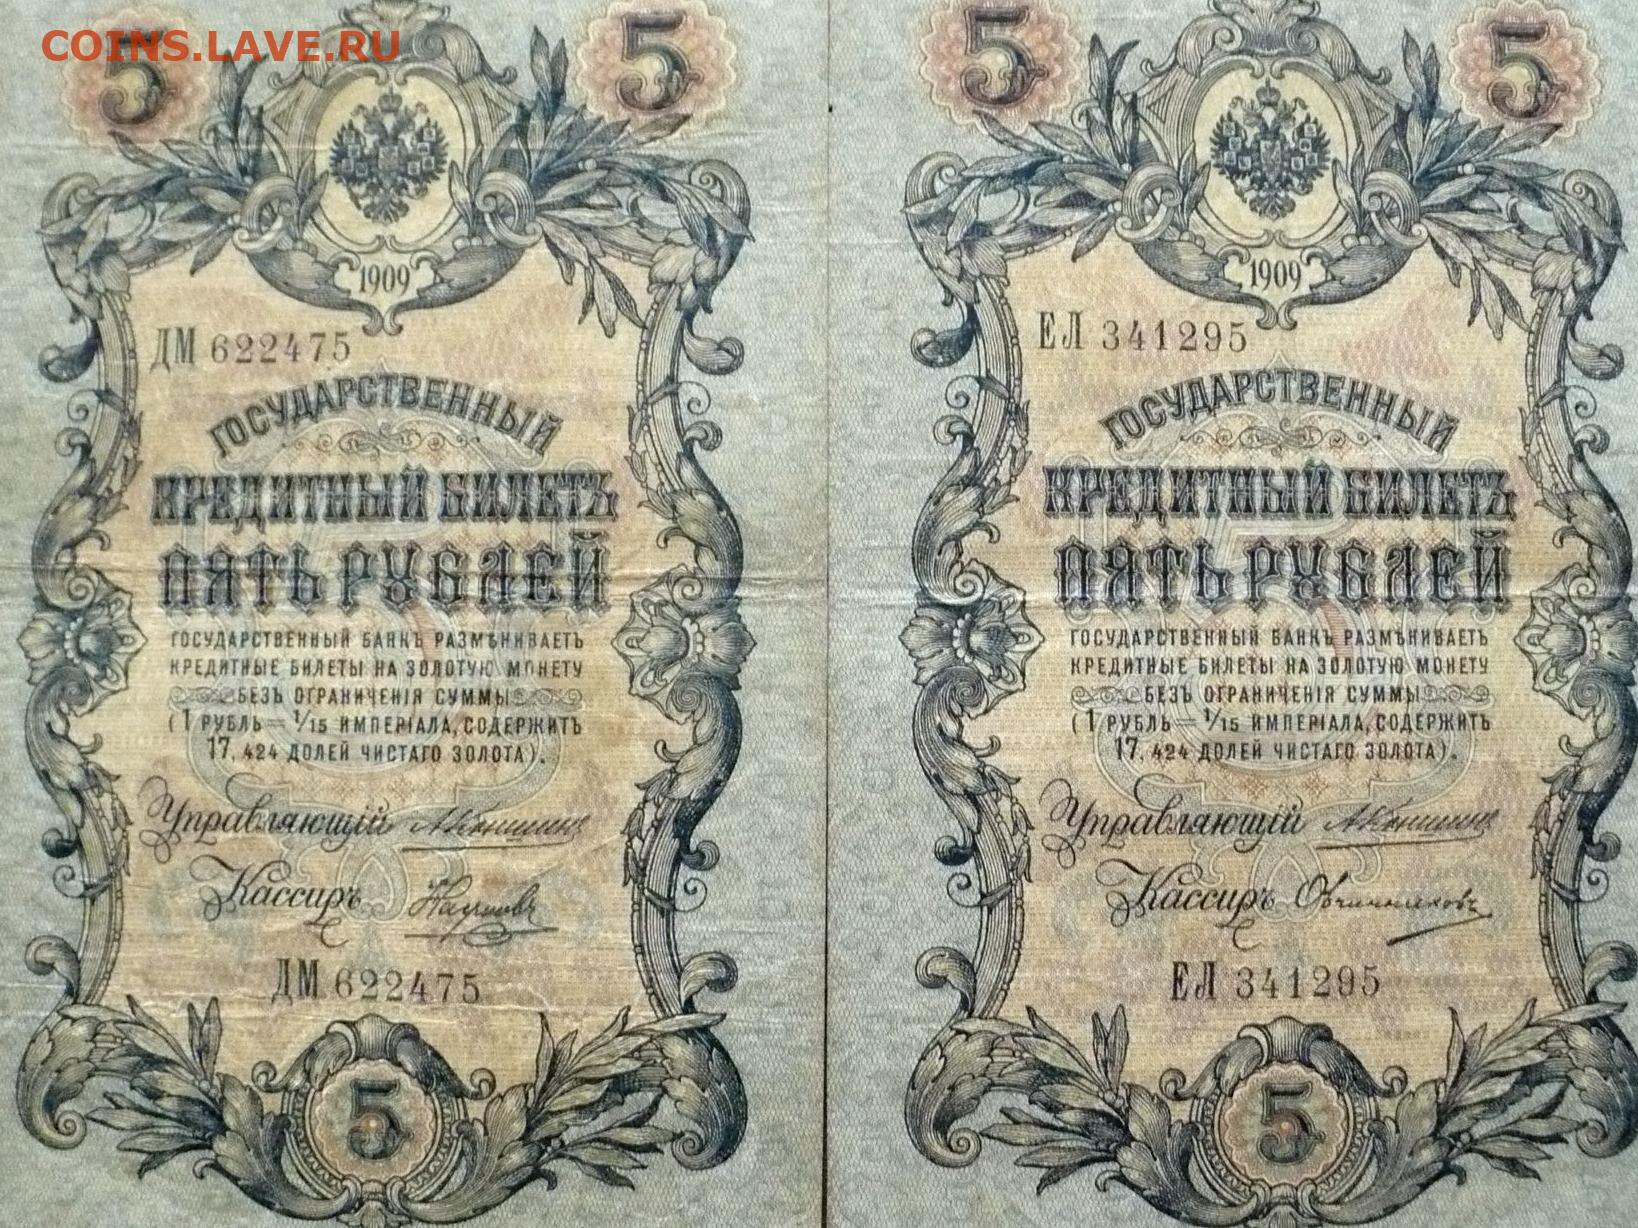 COINS.LAVE.RU
5 5
1909
ДМ 622475
ГОСУДАРСТВЕННЫЙ
КРЕДИТНЫЙ БИЛЕТЪ
ПЯТЬ РУБЛЕЙ
ГОСУДАРСТВЕННЫЙ БАНКЪ РАЗМѢНИВАЕТЪ
КРЕДИТНЫЕ БИЛЕТЫ НА ЗОЛОТУЮ МОНЕТУ
БЕЗЪ ОГРАНИЧЕНІЯ СУММЫ
(1 РУБЛЬ = 1/15 ИМПЕРІАЛА, СОДЕРЖИТЪ
17,424 ДОЛЕЙ ЧИСТАГО ЗОЛОТА).
Управляющій АКоншинъ
Кассиръ Наумовъ
ДМ 622475
5
5 5
1909
ЕЛ 341295
ГОСУДАРСТВЕННЫЙ
КРЕДИТНЫЙ БИЛЕТЪ
ПЯТЬ РУБЛЕЙ
ГОСУДАРСТВЕННЫЙ БАНКЪ РАЗМѢНИВАЕТЪ
КРЕДИТНЫЕ БИЛЕТЫ НА ЗОЛОТУЮ МОНЕТУ
БЕЗЪ ОГРАНИЧЕНІЯ СУММЫ
(1 РУБЛЬ = 1/15 ИМПЕРІАЛА, СОДЕРЖИТЪ
17,424 ДОЛЕЙ ЧИСТАГО ЗОЛОТА).
Управляющій АКоншинъ
Кассиръ Овчинниковъ
ЕЛ 341295
5